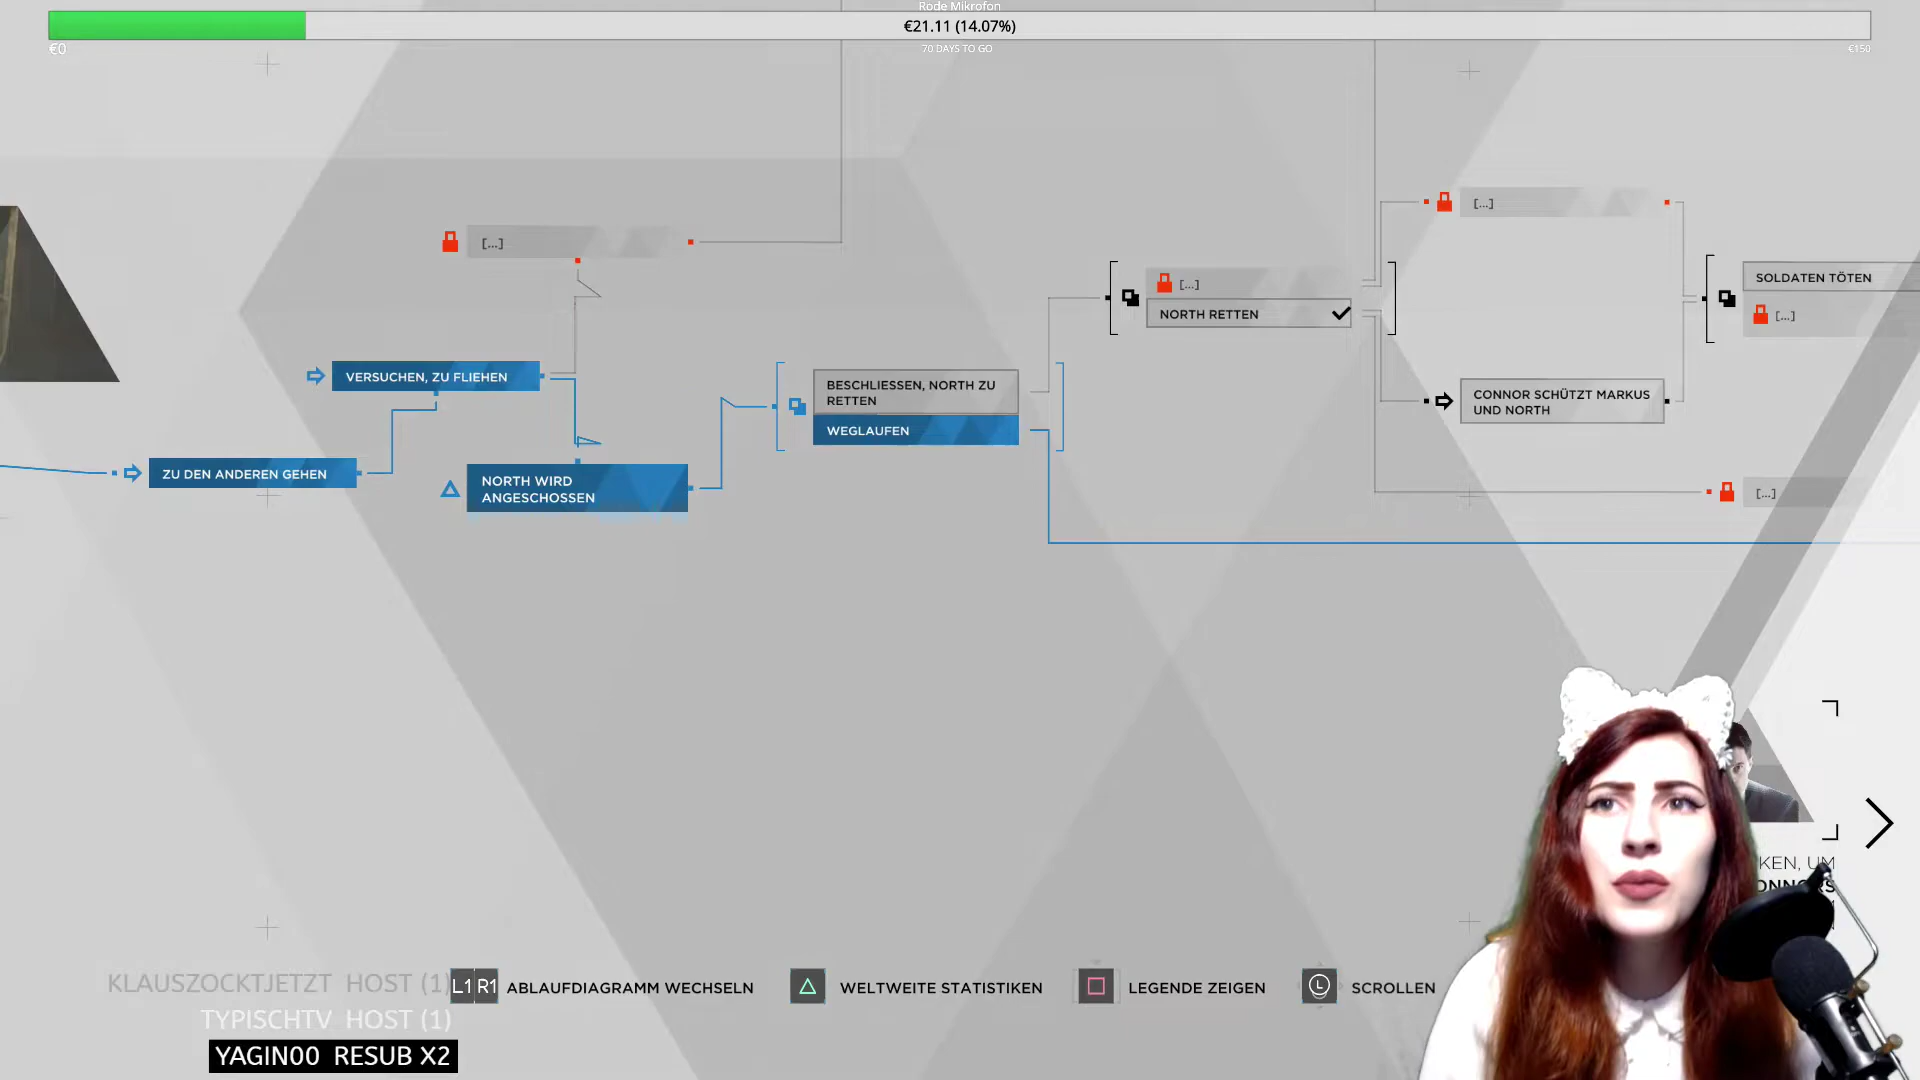 Rode Mikrofon
€21.11 (14.07%)
€0
70 DAYS TO GO
€150
[...]
[...]
SOLDATEN TÖTEN
[...]
[...]
NORTH RETTEN
VERSUCHEN, ZU FLIEHEN
BESCHLIESSEN, NORTH ZU
RETTEN
WEGLAUFEN
CONNOR SCHÜTZT MARKUS
UND NORTH
ZU DEN ANDEREN GEHEN
NORTH WIRD
ANGESCHOSSEN
[...]
KEN, UM
ONNORS
KLAUSZOCKTJETZT HOST (1)
TYPISCHTV HOST (1)
YAGIN00 RESUB X2
L1 R1 ABLAUFDIAGRAMM WECHSELN
WELTWEITE STATISTIKEN
LEGENDE ZEIGEN
L SCROLLEN